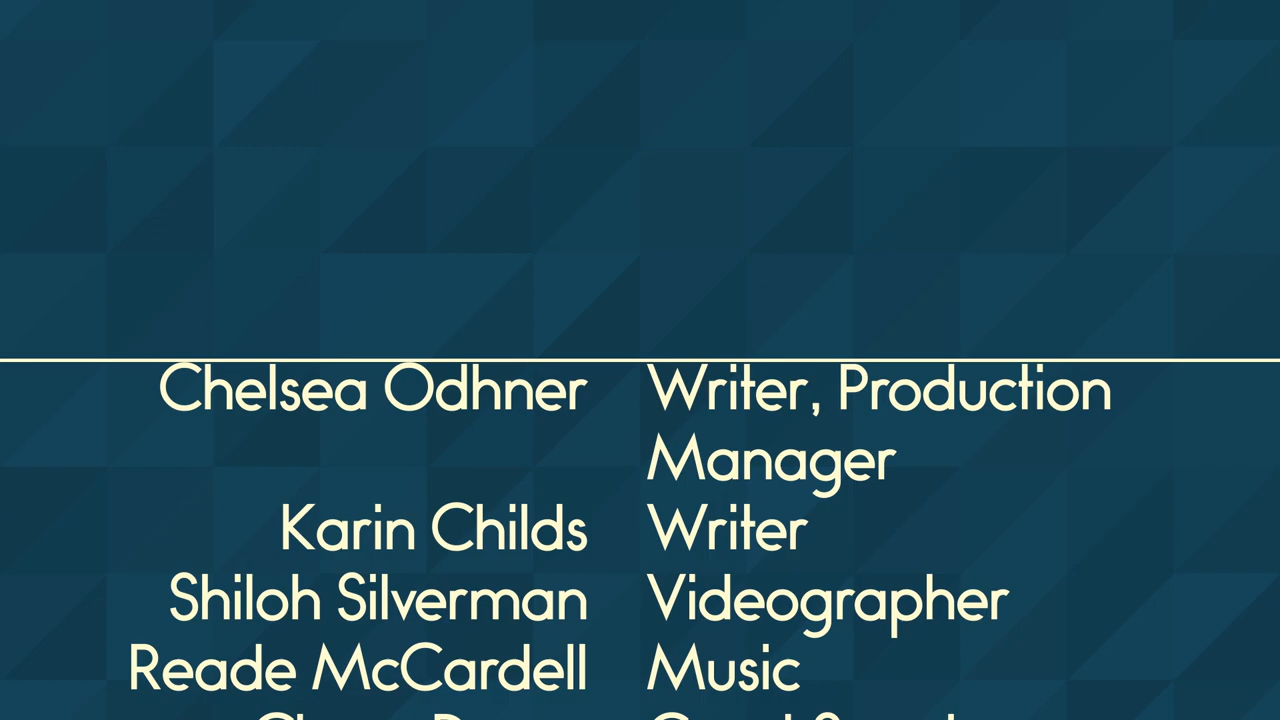 Chelsea Odhner Writer, Production
Manager
Karin Childs Writer
Shiloh Silverman Videographer
Reade McCardell Music